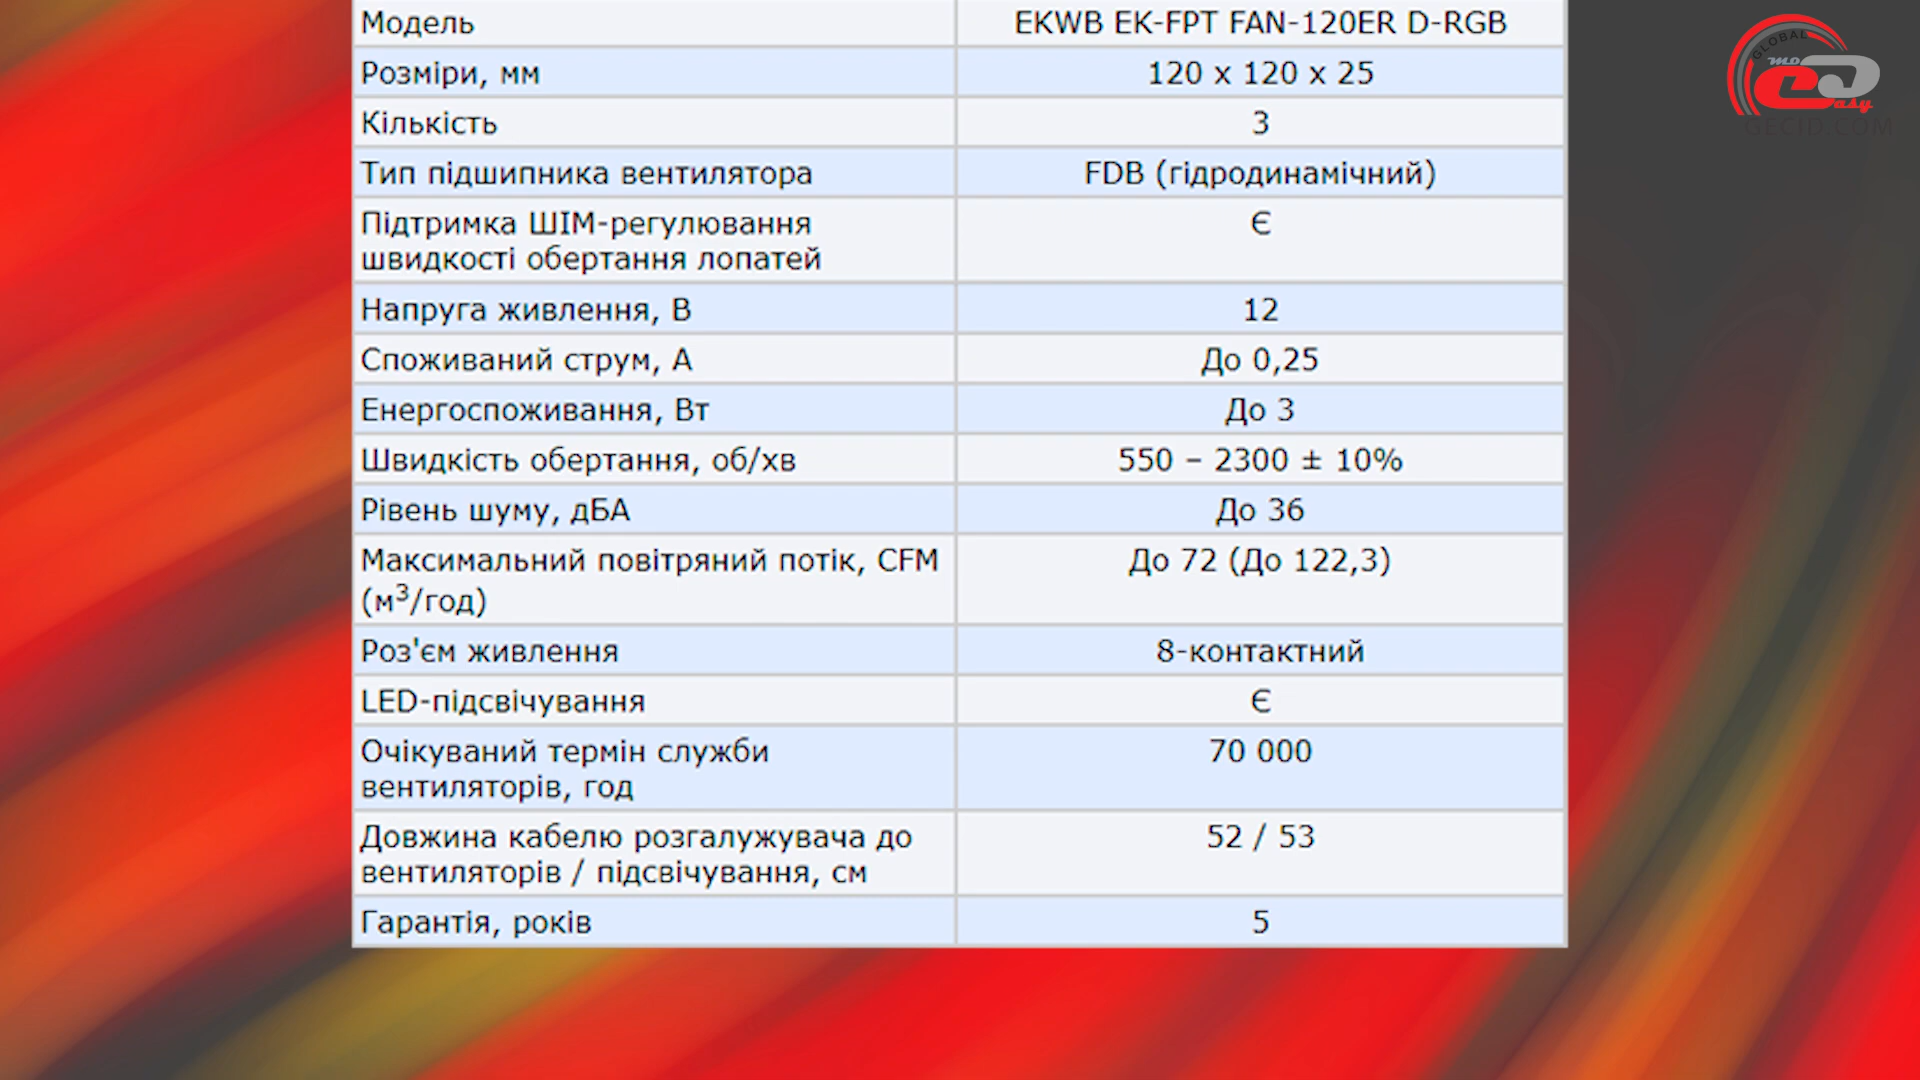 Модель EKWB EK-FPT FAN-120ER D-RGB
Розміри, мм 120 x 120 x 25
Кількість 3
Тип підшипника вентилятора FDB (гідродинамічний)
Підтримка ШІМ-регулювання Є
швидкості обертання лопатей
Напруга живлення, В 12
Споживаний струм, А До 0,25
Енергоспоживання, Вт До 3
Швидкість обертання, об/хв 550 – 2300 ± 10%
Рівень шуму, дБА До 36
Максимальний повітряний потік, CFM До 72 (До 122,3)
(м³/год)
Роз'єм живлення 8-контактний
LED-підсвічування Є
Очікуваний термін служби 70 000
вентиляторів, год
Довжина кабелю розгалужувача до 52 / 53
вентиляторів / підсвічування, см
Гарантія, років 5
GLOBAL
GECID.COM